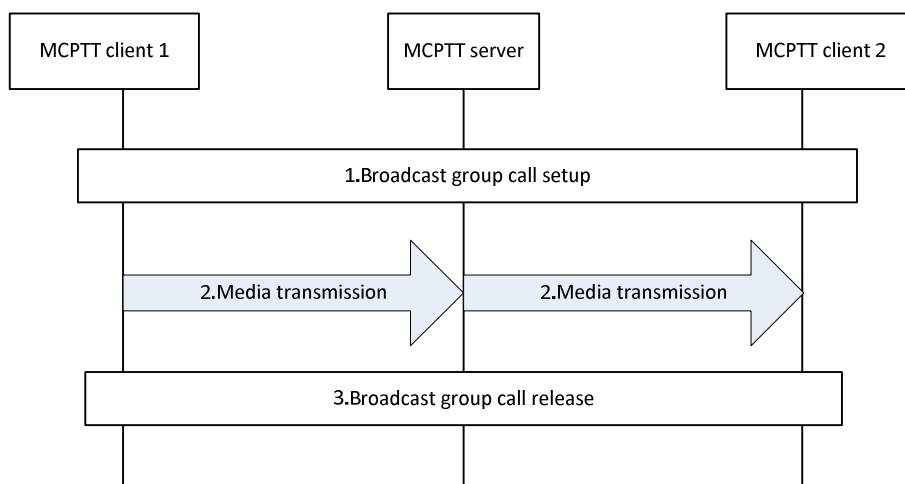 MCPTT client 1
MCPTT server
MCPTT client 2
1.Broadcast group call setup
2.Media transmission
2.Media transmission
3.Broadcast group call release